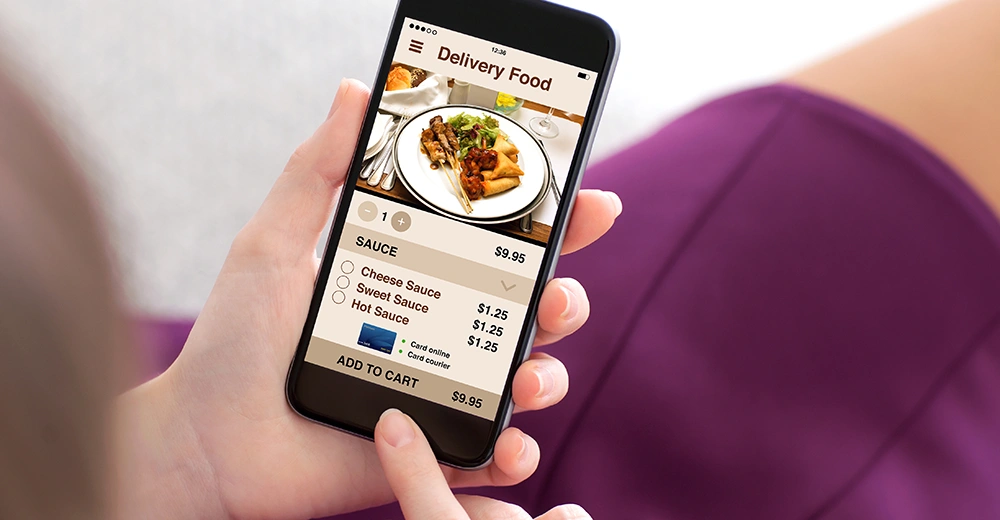 12:36
Delivery Food
− 1 +
$9.95
SAUCE
Cheese Sauce $1.25
Sweet Sauce $1.25
Hot Sauce $1.25
Card online
Card courier
ADD TO CART $9.95